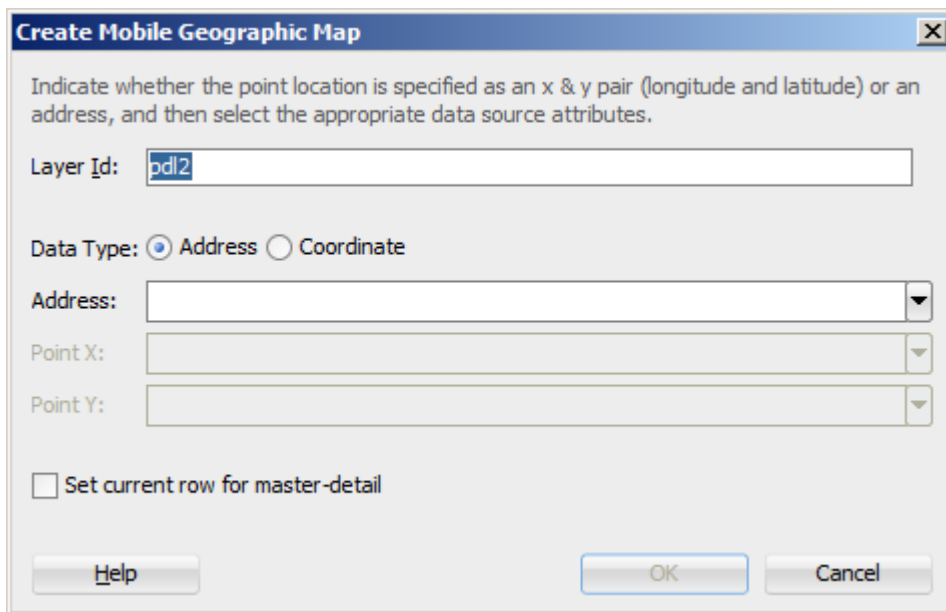 Create Mobile Geographic Map
Indicate whether the point location is specified as an x & y pair (longitude and latitude) or an
address, and then select the appropriate data source attributes.
Layer Id: pdl2
Data Type: Address Coordinate
Address:
Point X:
Point Y:
Set current row for master-detail
Help OK Cancel